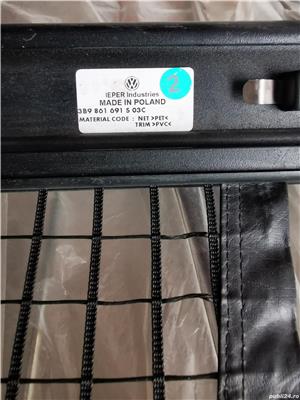 2
IEPER Industries
MADE IN POLAND
3B9 861 691 S 03C
MATERIAL CODE : NET >PET<
TRIM >PVC<
© publi24.ro